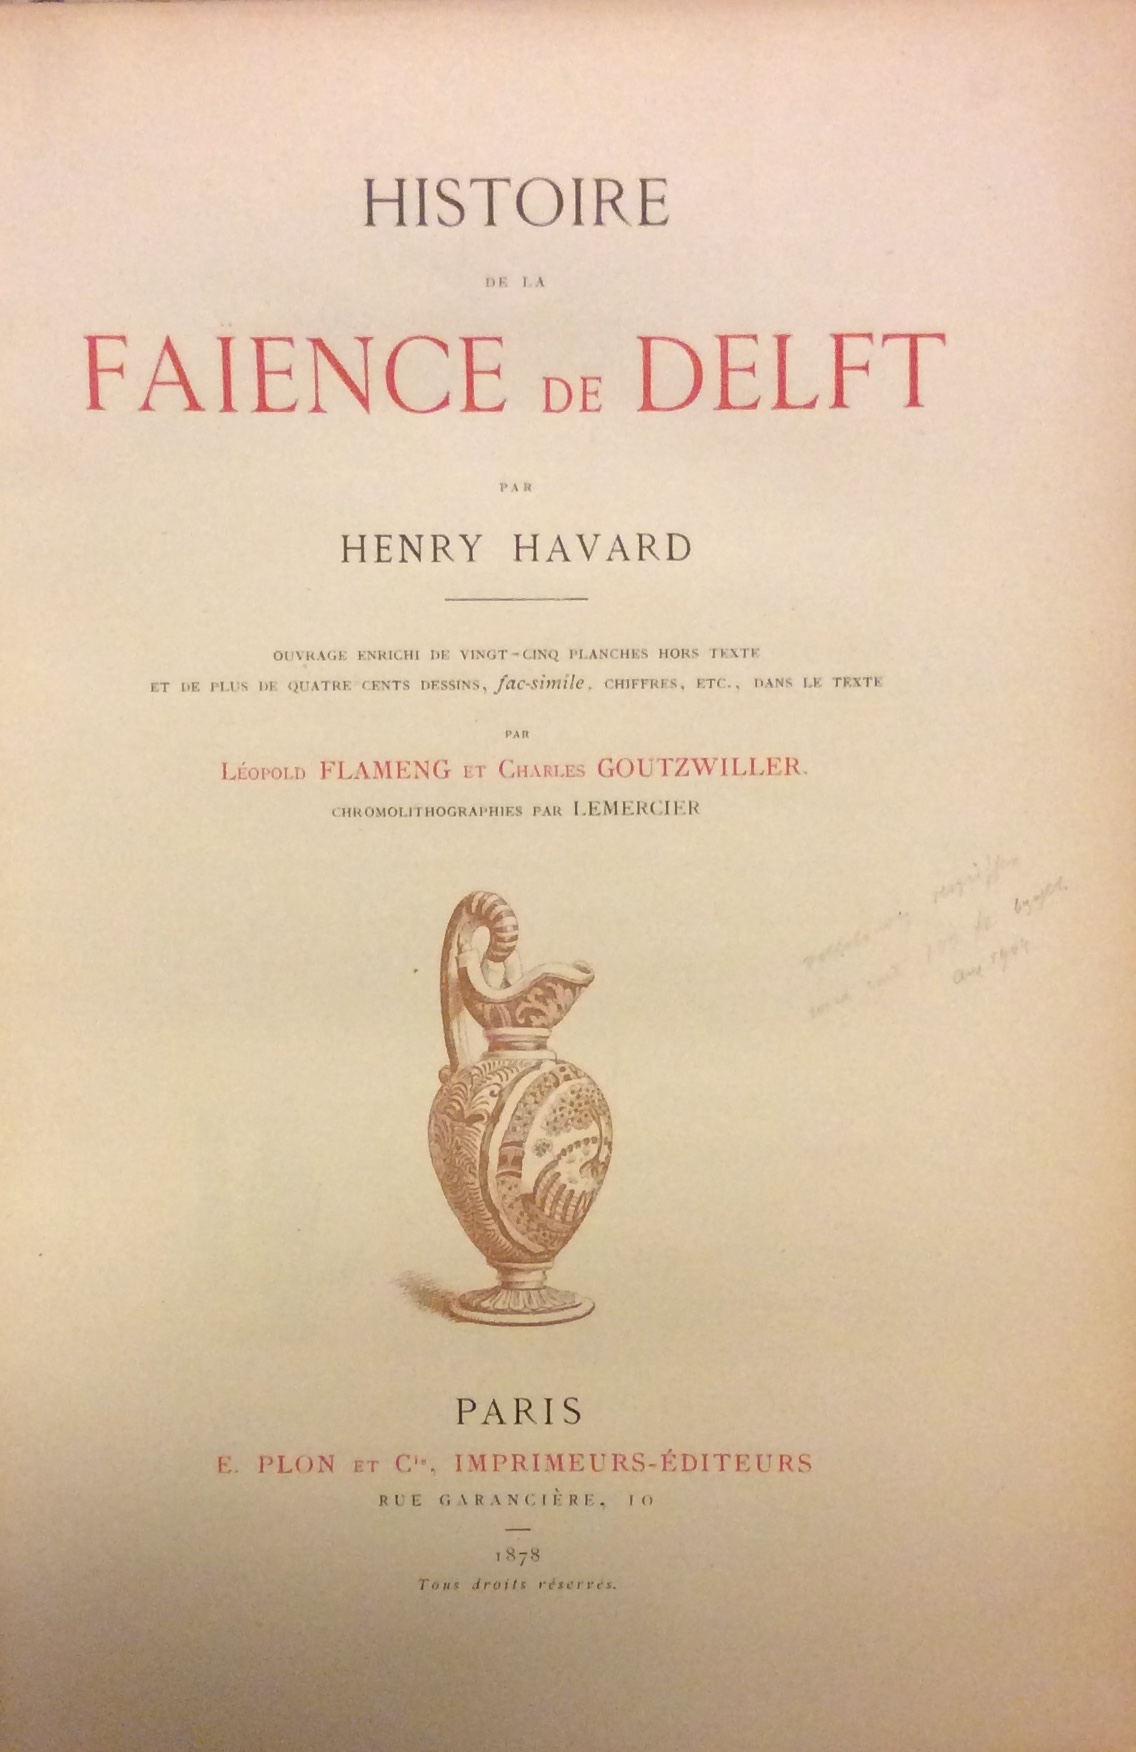 HISTOIRE
DE LA
FAÏENCE DE DELFT
PAR
HENRY HAVARD
OUVRAGE ENRICHI DE VINGT-CINQ PLANCHES HORS TEXTE
ET DE PLUS DE QUATRE CENTS DESSINS, fac-simile, CHIFFRES, ETC., DANS LE TEXTE
PAR
LÉOPOLD FLAMENG ET CHARLES GOUTZWILLER.
CHROMOLITHOGRAPHIES PAR LEMERCIER
PARIS
E. PLON ET Cie, IMPRIMEURS-ÉDITEURS
RUE GARANCIÈRE, 10
1878
Tous droits réservés.